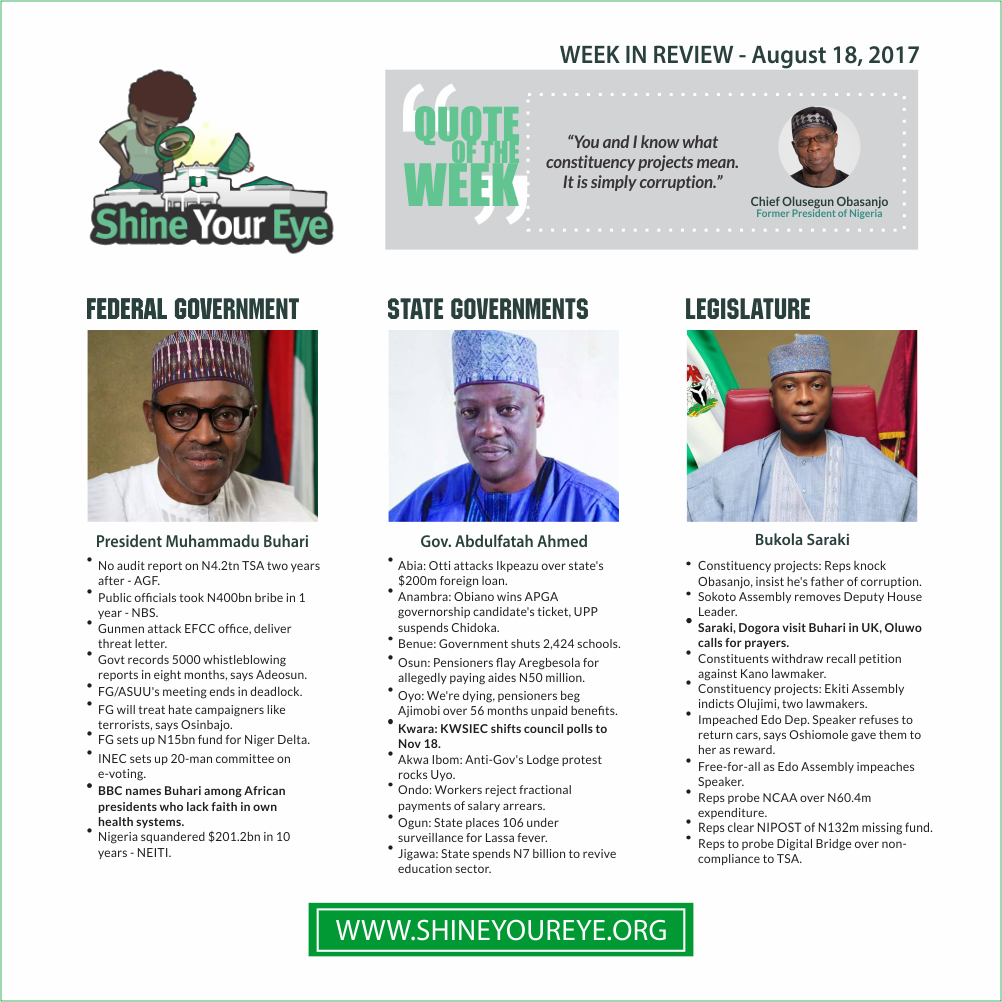 WEEK IN REVIEW - August 18, 2017
Shine Your Eye
QUOTE
OF THE
WEEK
“You and I know what
constituency projects mean.
It is simply corruption.”
Chief Olusegun Obasanjo
Former President of Nigeria
FEDERAL GOVERNMENT
President Muhammadu Buhari
• No audit report on N4.2tn TSA two years
after - AGF.
• Public officials took N400bn bribe in 1
year - NBS.
• Gunmen attack EFCC office, deliver
threat letter.
• Govt records 5000 whistleblowing
reports in eight months, says Adeosun.
• FG/ASUU's meeting ends in deadlock.
• FG will treat hate campaigners like
terrorists, says Osinbajo.
• FG sets up N15bn fund for Niger Delta.
• INEC sets up 20-man committee on
e-voting.
• BBC names Buhari among African
presidents who lack faith in own
health systems.
• Nigeria squandered $201.2bn in 10
years - NEITI.
STATE GOVERNMENTS
Gov. Abdulfatah Ahmed
• Abia: Otti attacks Ikpeazu over state's
$200m foreign loan.
• Anambra: Obiano wins APGA
governorship candidate's ticket, UPP
suspends Chidoka.
• Benue: Government shuts 2,424 schools.
• Osun: Pensioners flay Aregbesola for
allegedly paying aides N50 million.
• Oyo: We're dying, pensioners beg
Ajimobi over 56 months unpaid benefits.
• Kwara: KWSIEC shifts council polls to
Nov 18.
• Akwa Ibom: Anti-Gov's Lodge protest
rocks Uyo.
• Ondo: Workers reject fractional
payments of salary arrears.
• Ogun: State places 106 under
surveillance for Lassa fever.
• Jigawa: State spends N7 billion to revive
education sector.
LEGISLATURE
Bukola Saraki
• Constituency projects: Reps knock
Obasanjo, insist he's father of corruption.
• Sokoto Assembly removes Deputy House
Leader.
• Saraki, Dogora visit Buhari in UK, Oluwo
calls for prayers.
• Constituents withdraw recall petition
against Kano lawmaker.
• Constituency projects: Ekiti Assembly
indicts Olujimi, two lawmakers.
• Impeached Edo Dep. Speaker refuses to
return cars, says Oshiomole gave them to
her as reward.
• Free-for-all as Edo Assembly impeaches
Speaker.
• Reps probe NCAA over N60.4m
expenditure.
• Reps clear NIPOST of N132m missing fund.
• Reps to probe Digital Bridge over non-
compliance to TSA.
WWW.SHINEYOUREYE.ORG